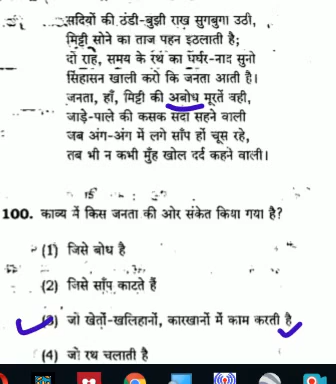 सदियों की ठंडी-बुझी राख सुगबुगा उठी,
मिट्टी सोने का ताज पहन इठलाती है;
दो राह, समय के रथ का घर्घर-नाद सुनो
सिंहासन खाली करो कि जनता आती है।
जनता, हाँ, मिट्टी की अबोध मूरतें वही,
जाड़े-पाले की कसक सदा सहने वाली
जब अंग-अंग में लगे साँप हों चूस रहे,
तब भी न कभी मुँह खोल दर्द कहने वाली।
100. काव्य में किस जनता की ओर संकेत किया गया है?
(1) जिसे बोध है
(2) जिसे साँप काटते हैं
(3) जो खेतों-खलिहानों, कारखानों में काम करती है
(4) जो रथ चलाती है